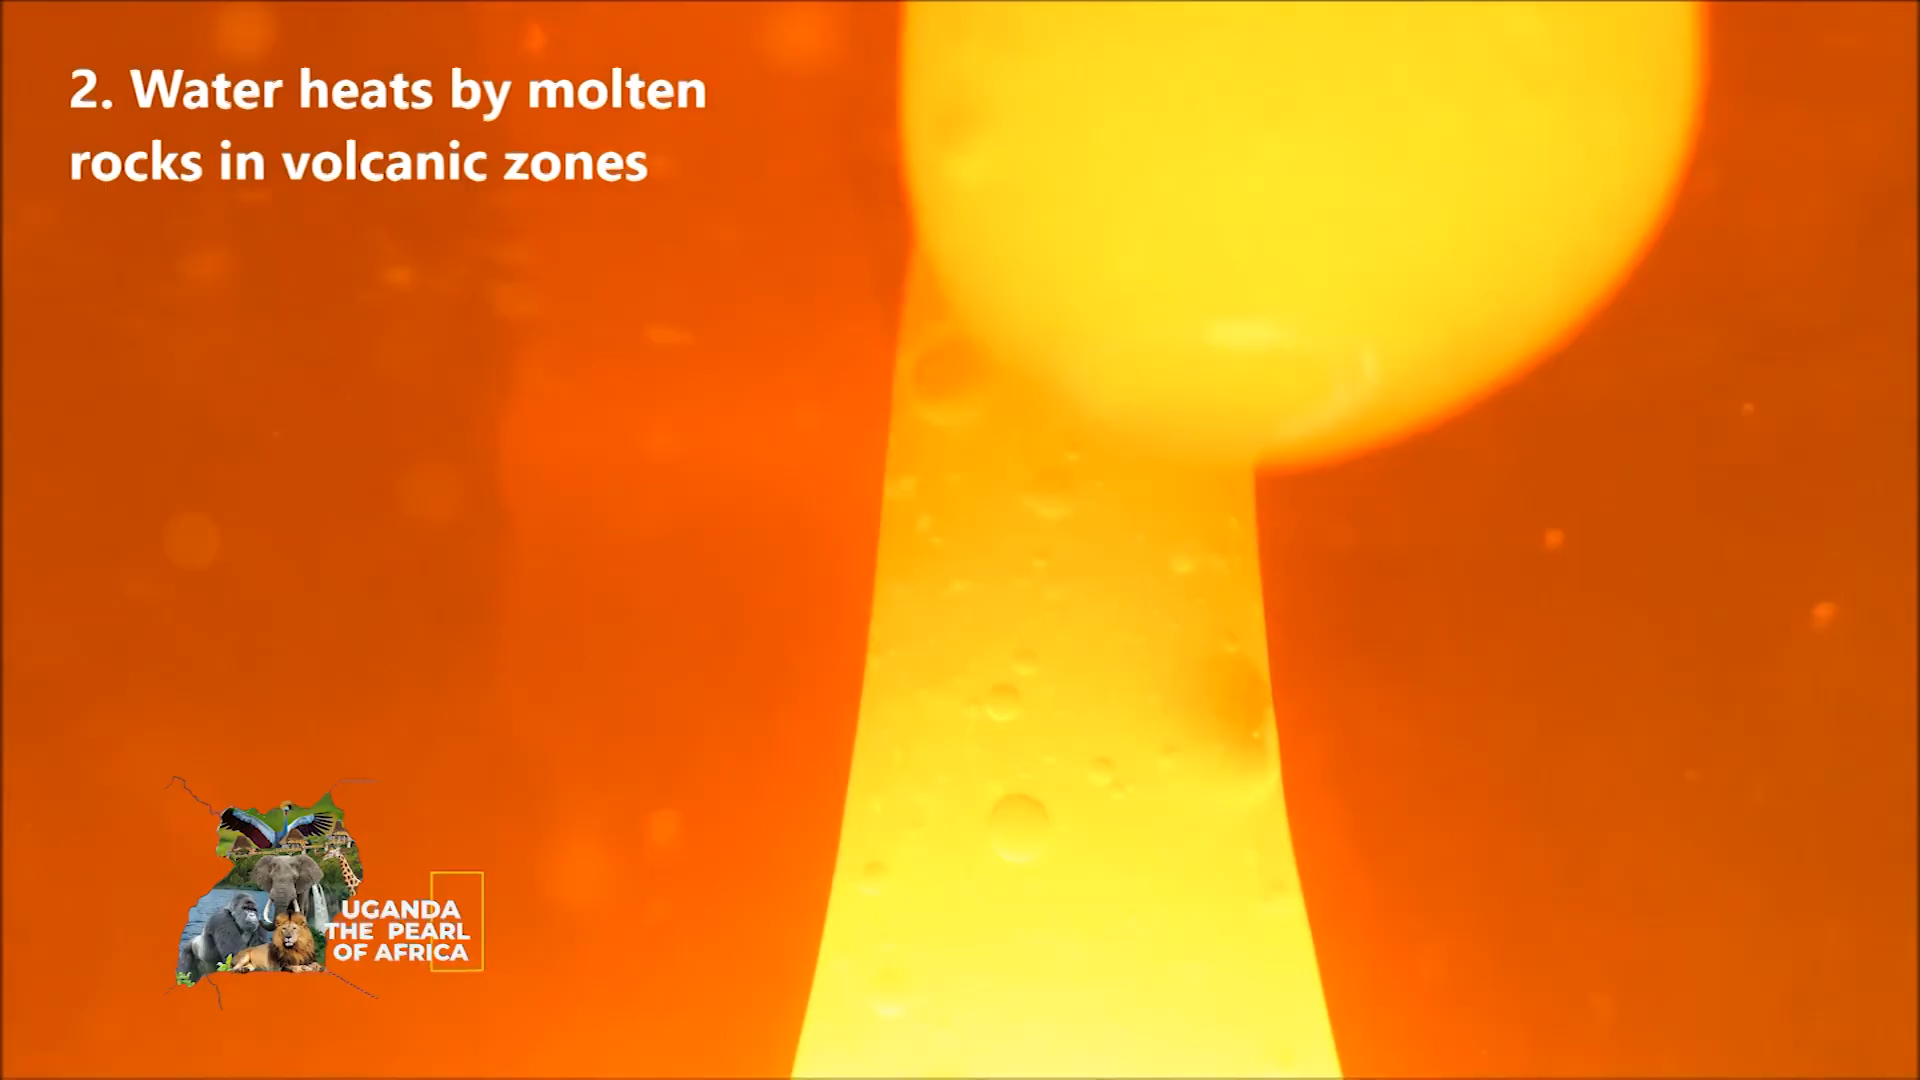 2. Water heats by molten
rocks in volcanic zones
UGANDA
THE PEARL
OF AFRICA